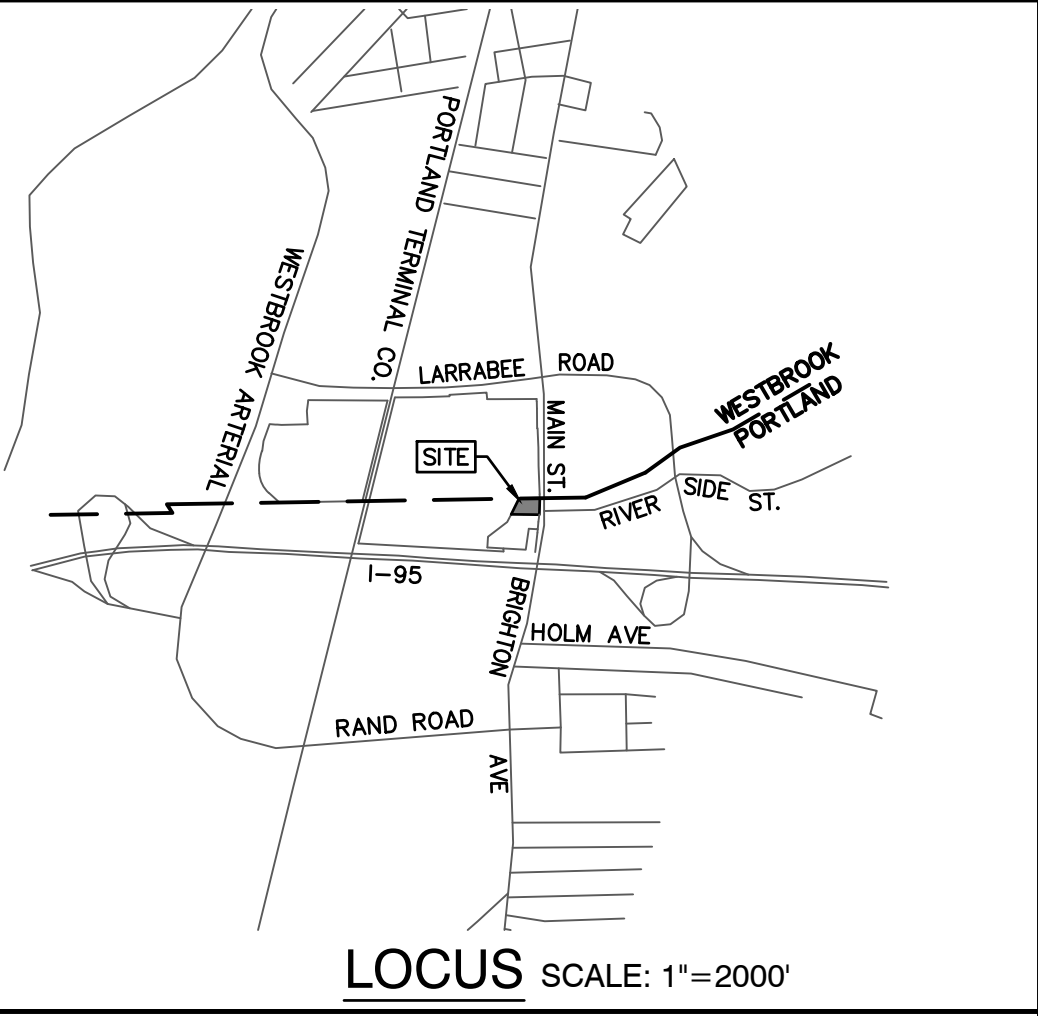 PORTLAND TERMINAL CO.
WESTBROOK ARTERIAL
LARRABEE ROAD
WESTBROOK
PORTLAND
MAIN ST.
SITE
RIVER SIDE ST.
I-95
BRIGHTON AVE
HOLM AVE
RAND ROAD
LOCUS SCALE: 1"=2000'